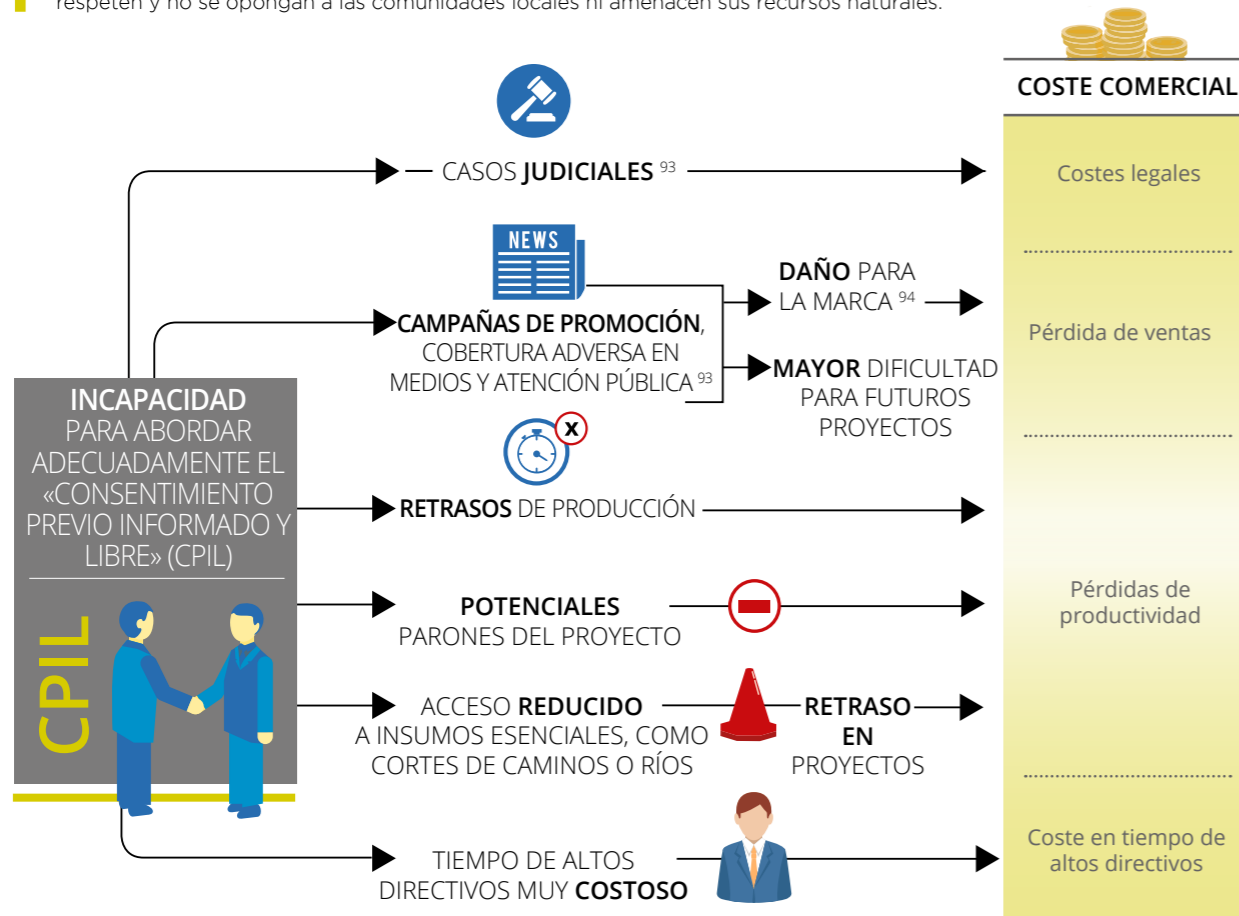 respeten y no se opongan a las comunidades locales ni amenacen sus recursos naturales.
COSTE COMERCIAL
CASOS JUDICIALES 93
Costes legales
NEWS
CAMPAÑAS DE PROMOCIÓN,
COBERTURA ADVERSA EN
MEDIOS Y ATENCIÓN PÚBLICA 93
DAÑO PARA
LA MARCA 94
MAYOR DIFICULTAD
PARA FUTUROS
PROYECTOS
Pérdida de ventas
INCAPACIDAD
PARA ABORDAR
ADECUADAMENTE EL
«CONSENTIMIENTO
PREVIO INFORMADO Y
LIBRE» (CPIL)
CPIL
X
RETRASOS DE PRODUCCIÓN
POTENCIALES
PARONES DEL PROYECTO
Pérdidas de
productividad
ACCESO REDUCIDO
A INSUMOS ESENCIALES, COMO
CORTES DE CAMINOS O RÍOS
RETRASO
EN
PROYECTOS
TIEMPO DE ALTOS
DIRECTIVOS MUY COSTOSO
Coste en tiempo de
altos directivos